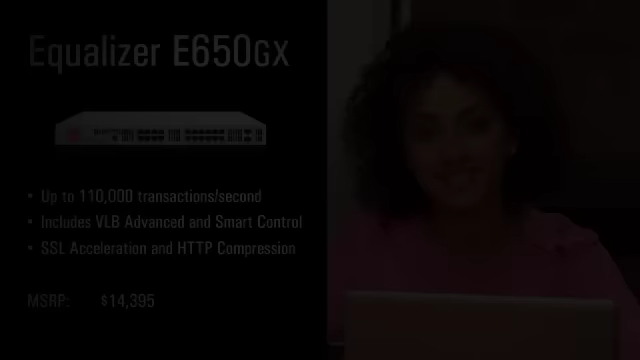 Equalizer E650GX
• Up to 110,000 transactions/second
• Includes VLB Advanced and Smart Control
• SSL Acceleration and HTTP Compression
MSRP: $14,395